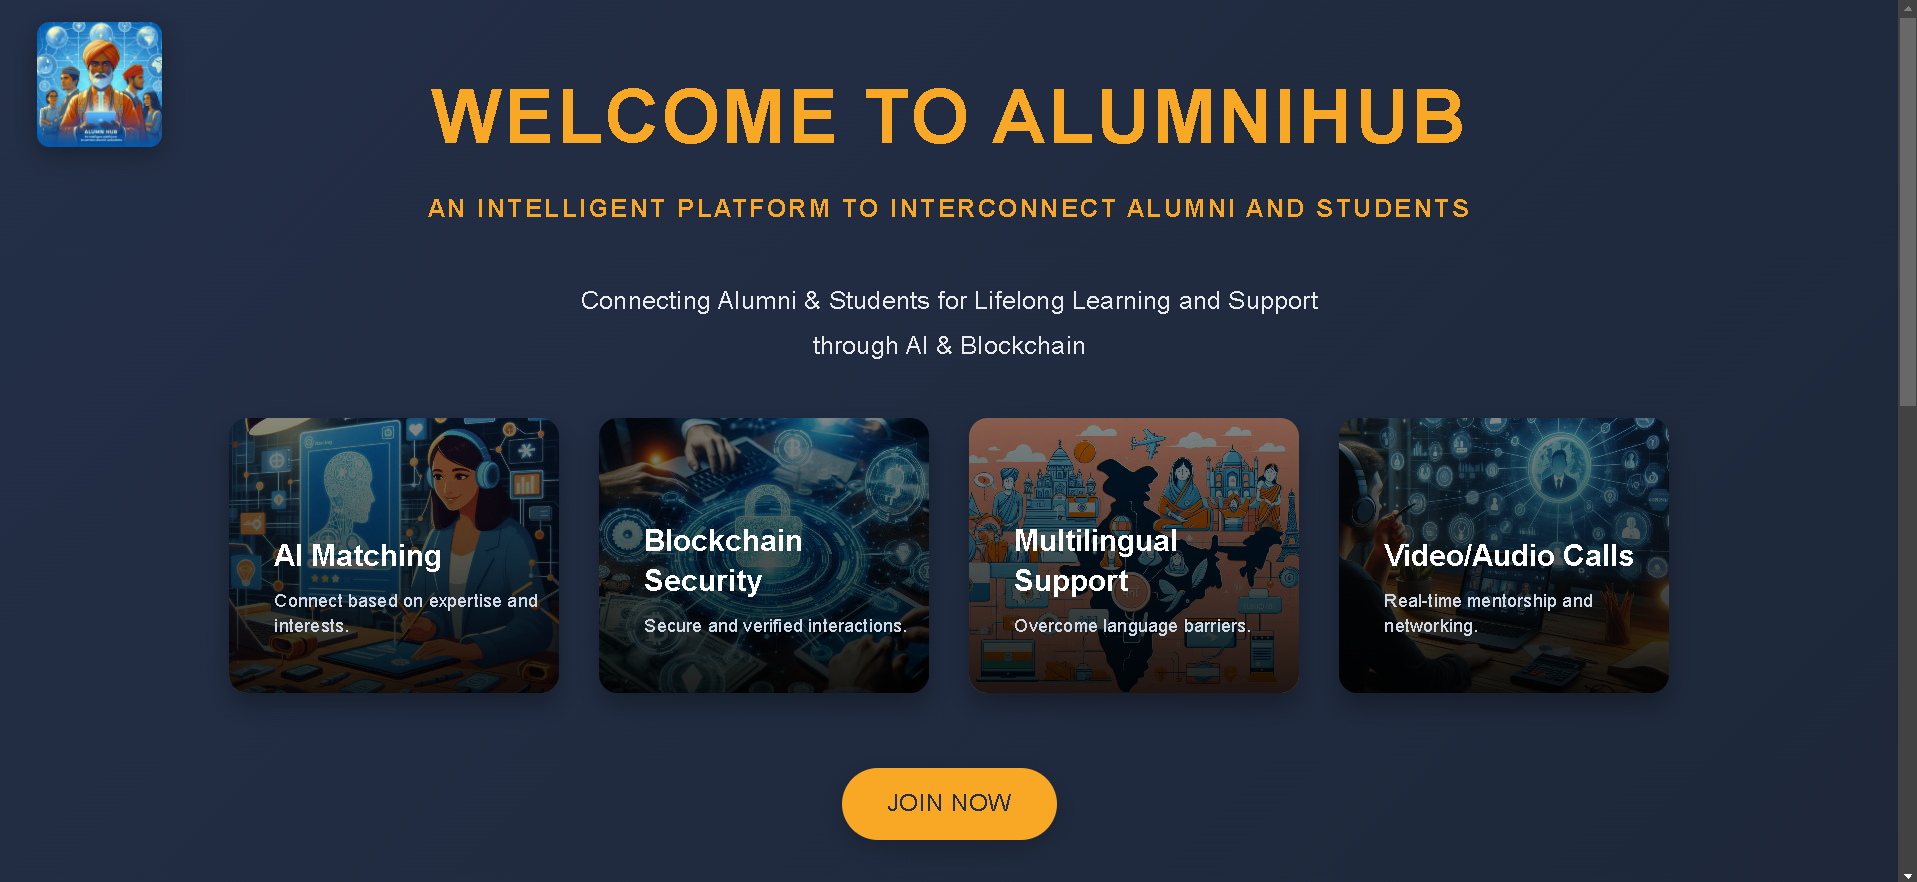 ALUMNI HUB
WELCOME TO ALUMNIHUB
AN INTELLIGENT PLATFORM TO INTERCONNECT ALUMNI AND STUDENTS
Connecting Alumni & Students for Lifelong Learning and Support
through AI & Blockchain
AI Matching
Connect based on expertise and
interests.
Blockchain
Security
Secure and verified interactions.
Multilingual
Support
Overcome language barriers.
Video/Audio Calls
Real-time mentorship and
networking.
JOIN NOW